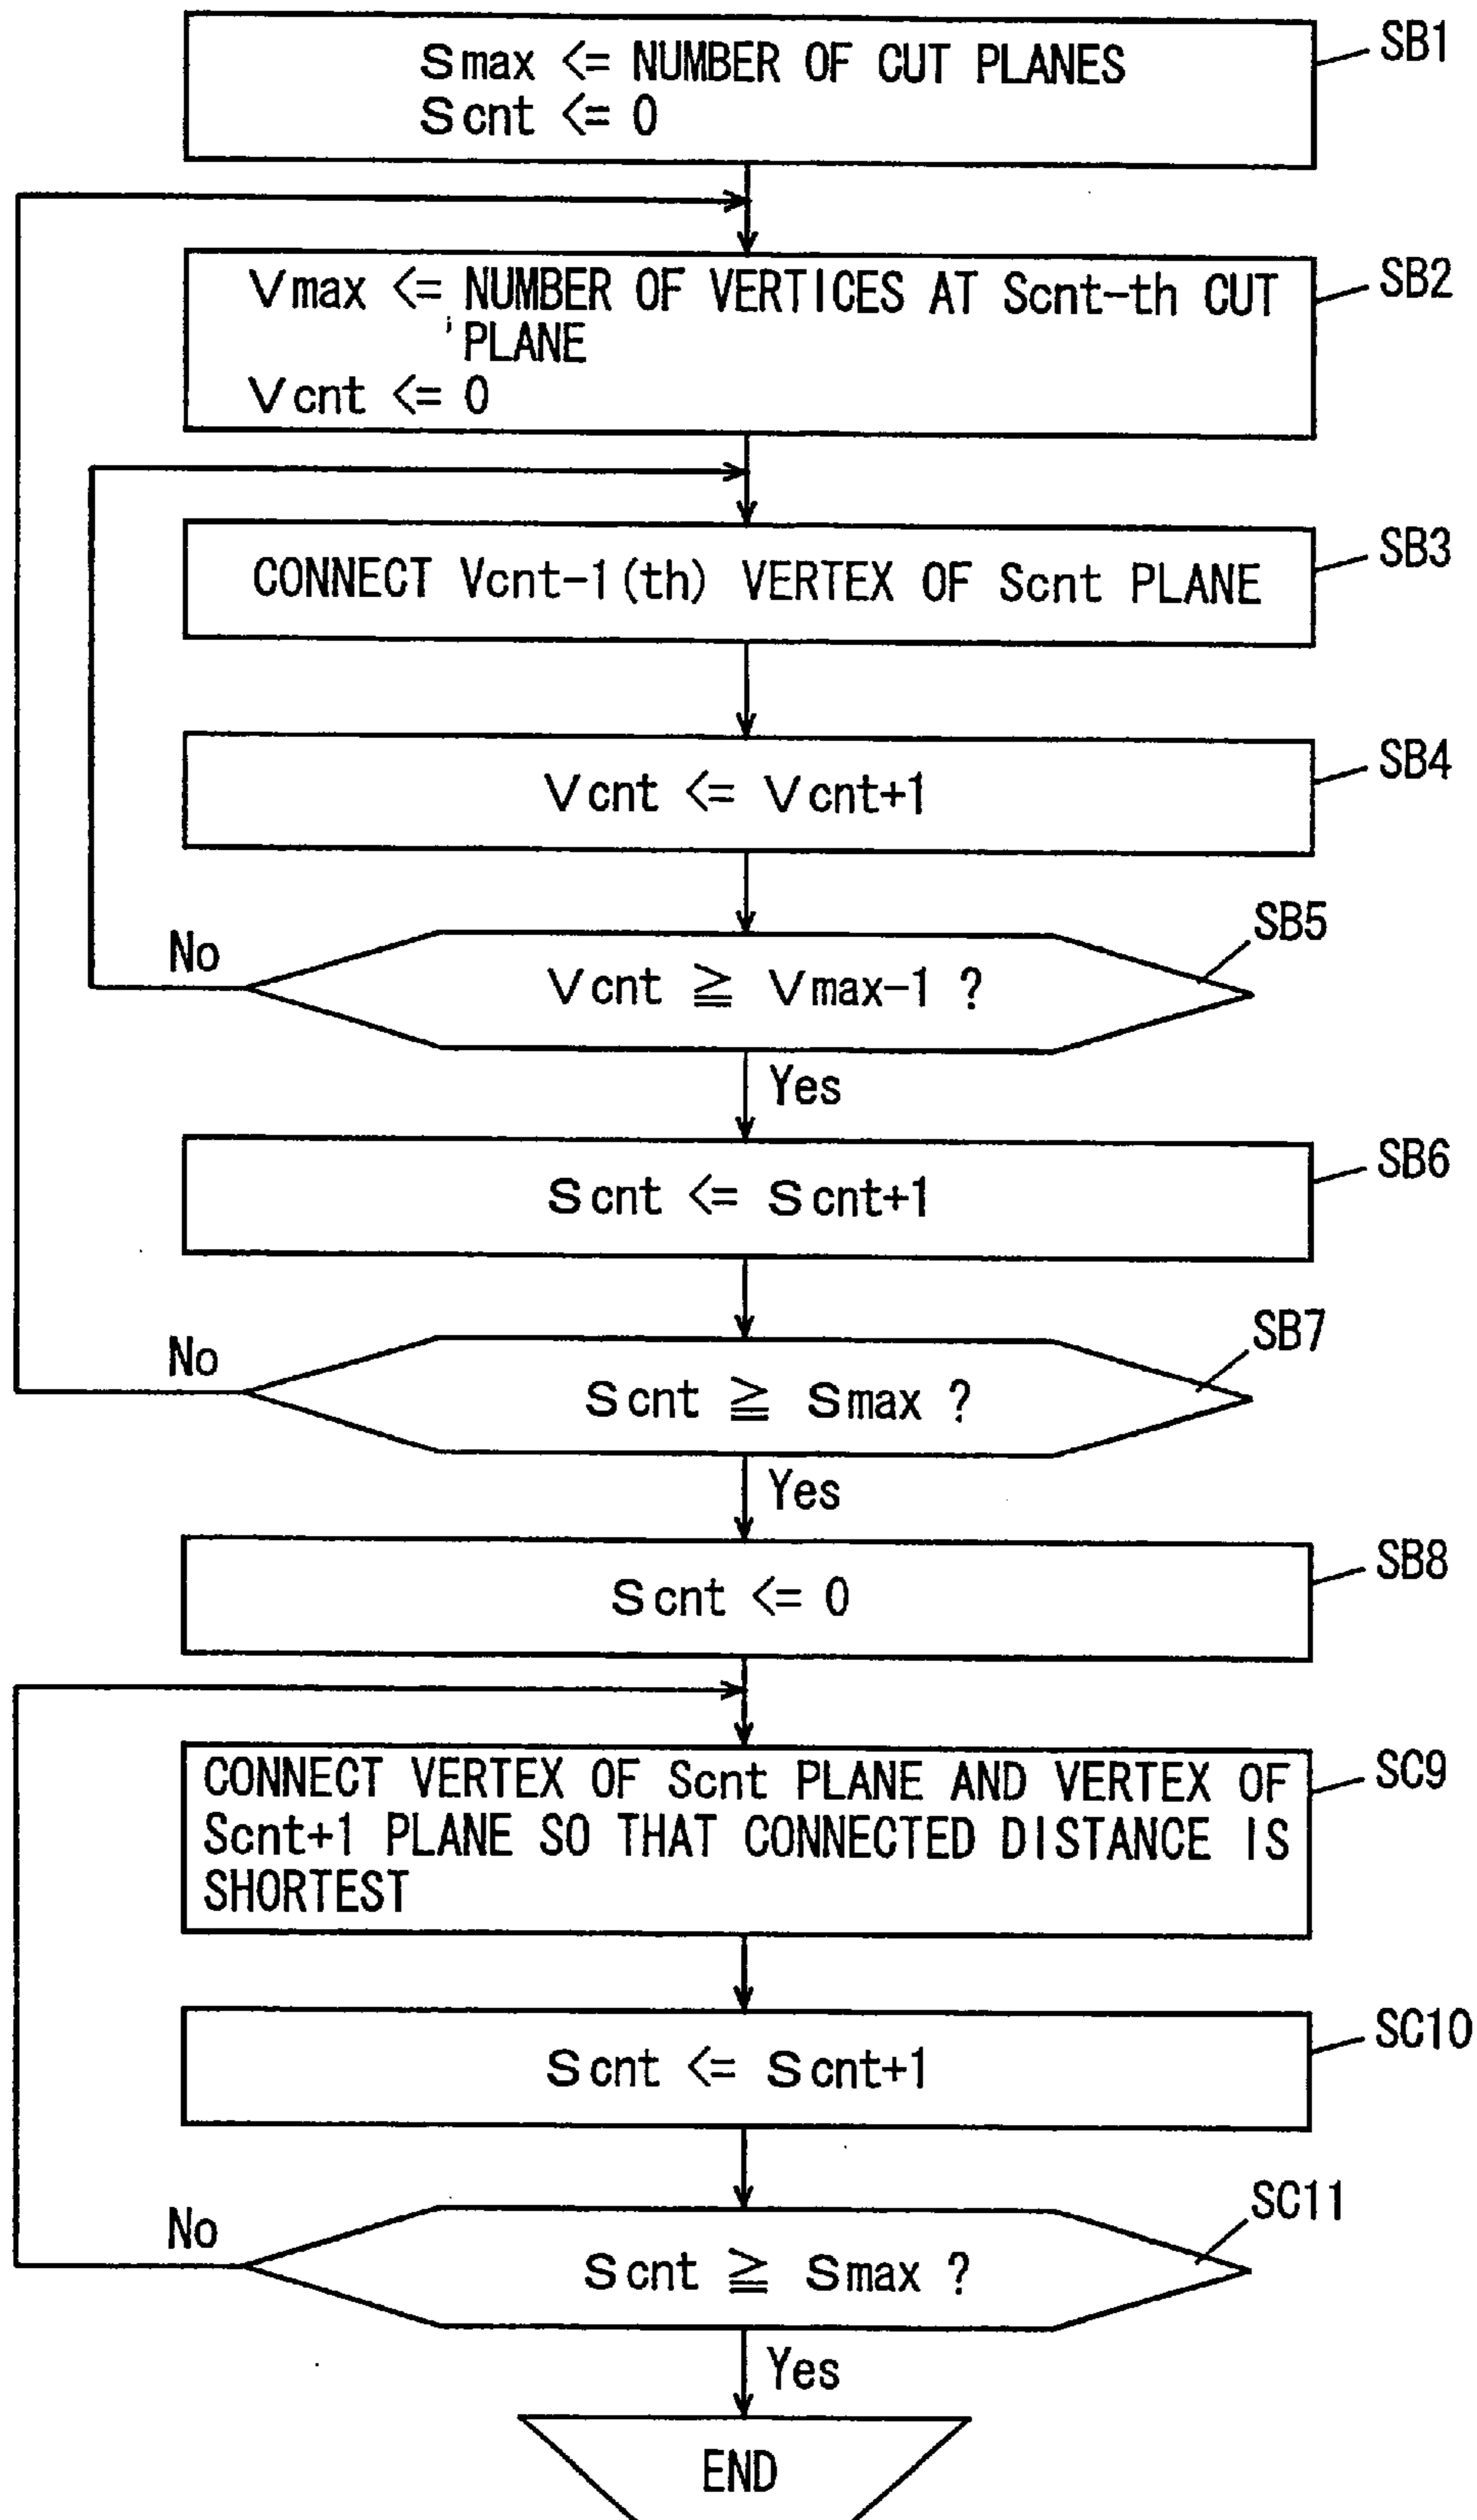 Smax <= NUMBER OF CUT PLANES
Scnt <= 0
SB1
Vmax <= NUMBER OF VERTICES AT Scnt-th CUT
PLANE
Vcnt <= 0
SB2
CONNECT Vcnt-1(th) VERTEX OF Scnt PLANE
SB3
Vcnt <= Vcnt+1
SB4
No
Vcnt ≧ Vmax-1 ?
SB5
Yes
Scnt <= Scnt+1
SB6
No
Scnt ≧ Smax ?
SB7
Yes
Scnt <= 0
SB8
CONNECT VERTEX OF Scnt PLANE AND VERTEX OF
Scnt+1 PLANE SO THAT CONNECTED DISTANCE IS
SHORTEST
SC9
Scnt <= Scnt+1
SC10
No
Scnt ≧ Smax ?
SC11
Yes
END